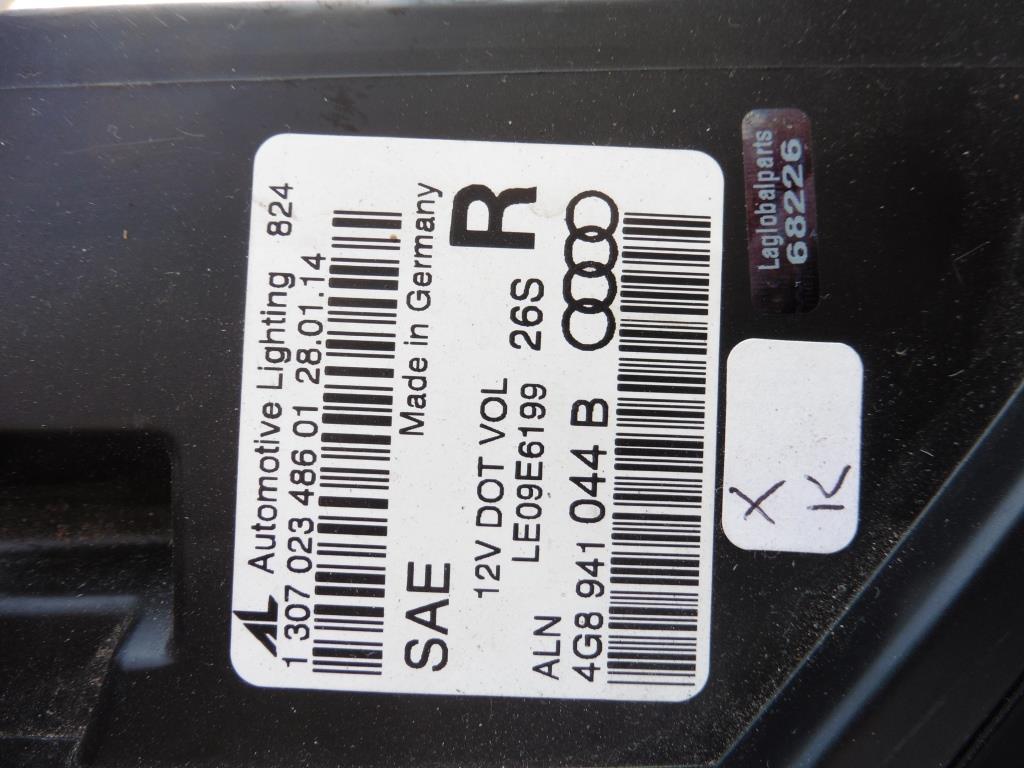 AL Automotive Lighting 824
1 307 023 486 01 28.01.14
Made in Germany
SAE R
12V DOT VOL
LE09E6199 26S
ALN
4G8 941 044 B
Laglobalparts
68226
X
K